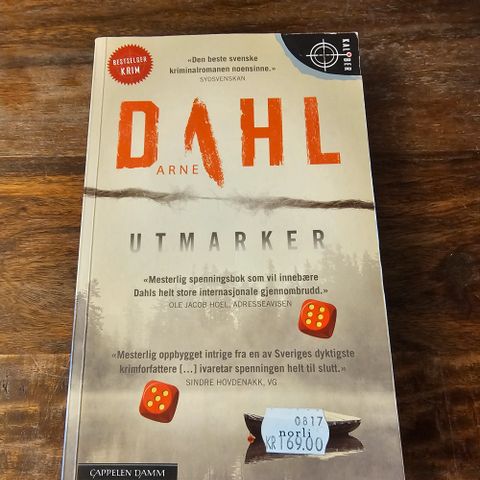 BESTSELGER
KRIM
KALIBER
«Den beste svenske
kriminalromanen noensinne.»
SYDSVENSKAN
DAHL
ARNE
UTMARKER
«Mesterlig spenningsbok som vil innebære
Dahls helt store internasjonale gjennombrudd.»
OLE JACOB HOEL, ADRESSEAVISEN
«Mesterlig oppbygget intrige fra en av Sveriges dyktigste
krimforfattere [...] ivaretar spenningen helt til slutt.»
SINDRE HOVDENAKK, VG
0817
norli
KR 169.00
CAPPELEN DAMM